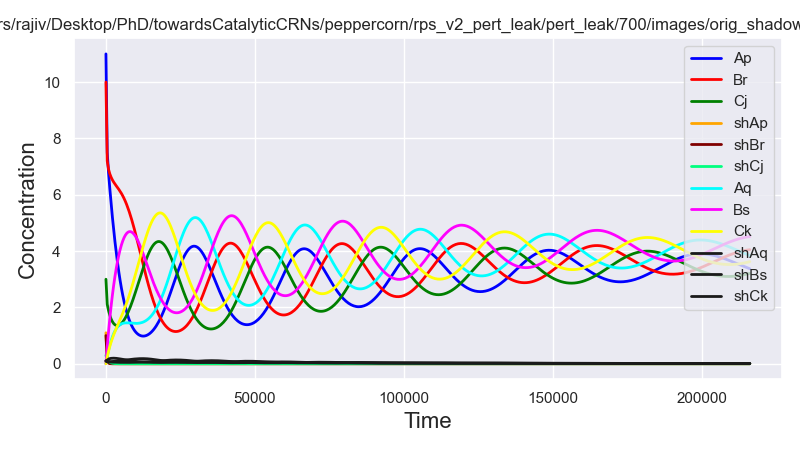 rs/rajiv/Desktop/PhD/towardsCatalyticCRNs/peppercorn/rps_v2_pert_leak/pert_leak/700/images/orig_shadow
Concentration
10
8
6
4
2
0
0
50000
100000
150000
200000
Time
Ap
Br
Cj
shAp
shBr
shCj
Aq
Bs
Ck
shAq
shBs
shCk